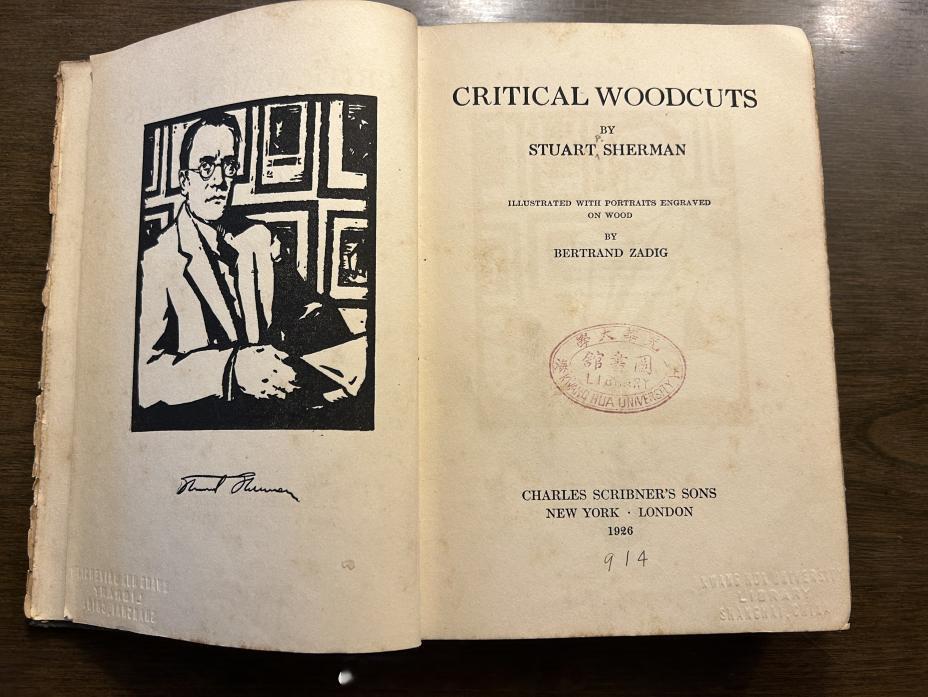 Stuart Sherman
CRITICAL WOODCUTS
BY
P
STUART SHERMAN
ILLUSTRATED WITH PORTRAITS ENGRAVED
ON WOOD
BY
BERTRAND ZADIG
光華大學
圖書館
LIBRARY
KWANG HUA UNIVERSITY
CHARLES SCRIBNER'S SONS
NEW YORK · LONDON
1926
914
KWANG HUA UNIVERSITY
LIBRARY
SHANGHAI, CHINA